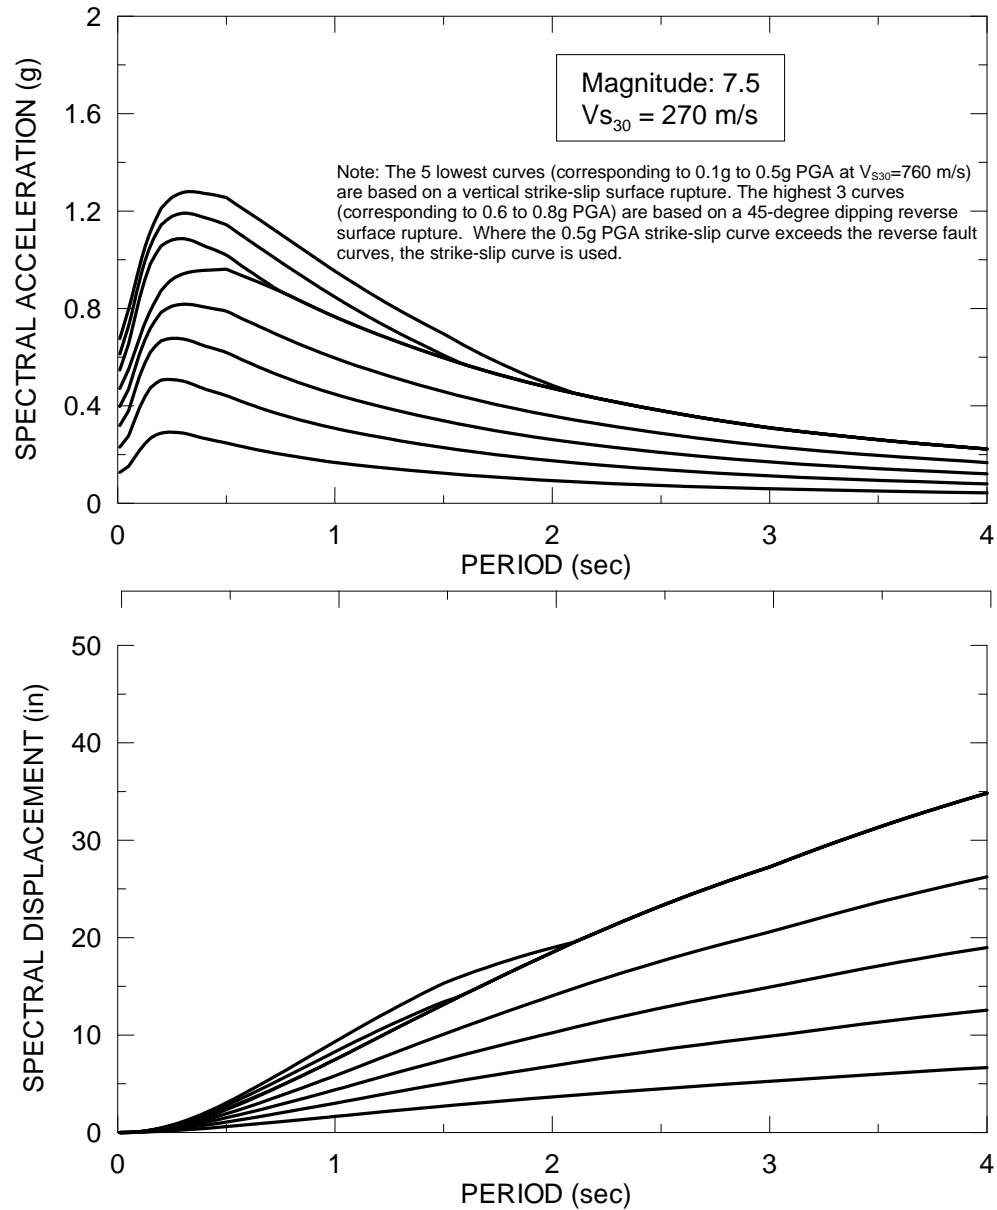 2
1.6
1.2
0.8
0.4
0
SPECTRAL ACCELERATION (g)
Magnitude: 7.5
Vs30 = 270 m/s
Note: The 5 lowest curves (corresponding to 0.1g to 0.5g PGA at VS30=760 m/s)
are based on a vertical strike-slip surface rupture. The highest 3 curves
(corresponding to 0.6 to 0.8g PGA) are based on a 45-degree dipping reverse
surface rupture.  Where the 0.5g PGA strike-slip curve exceeds the reverse fault
curves, the strike-slip curve is used.
0 1 2 3 4
PERIOD (sec)
50
40
30
20
10
0
SPECTRAL DISPLACEMENT (in)
0 1 2 3 4
PERIOD (sec)